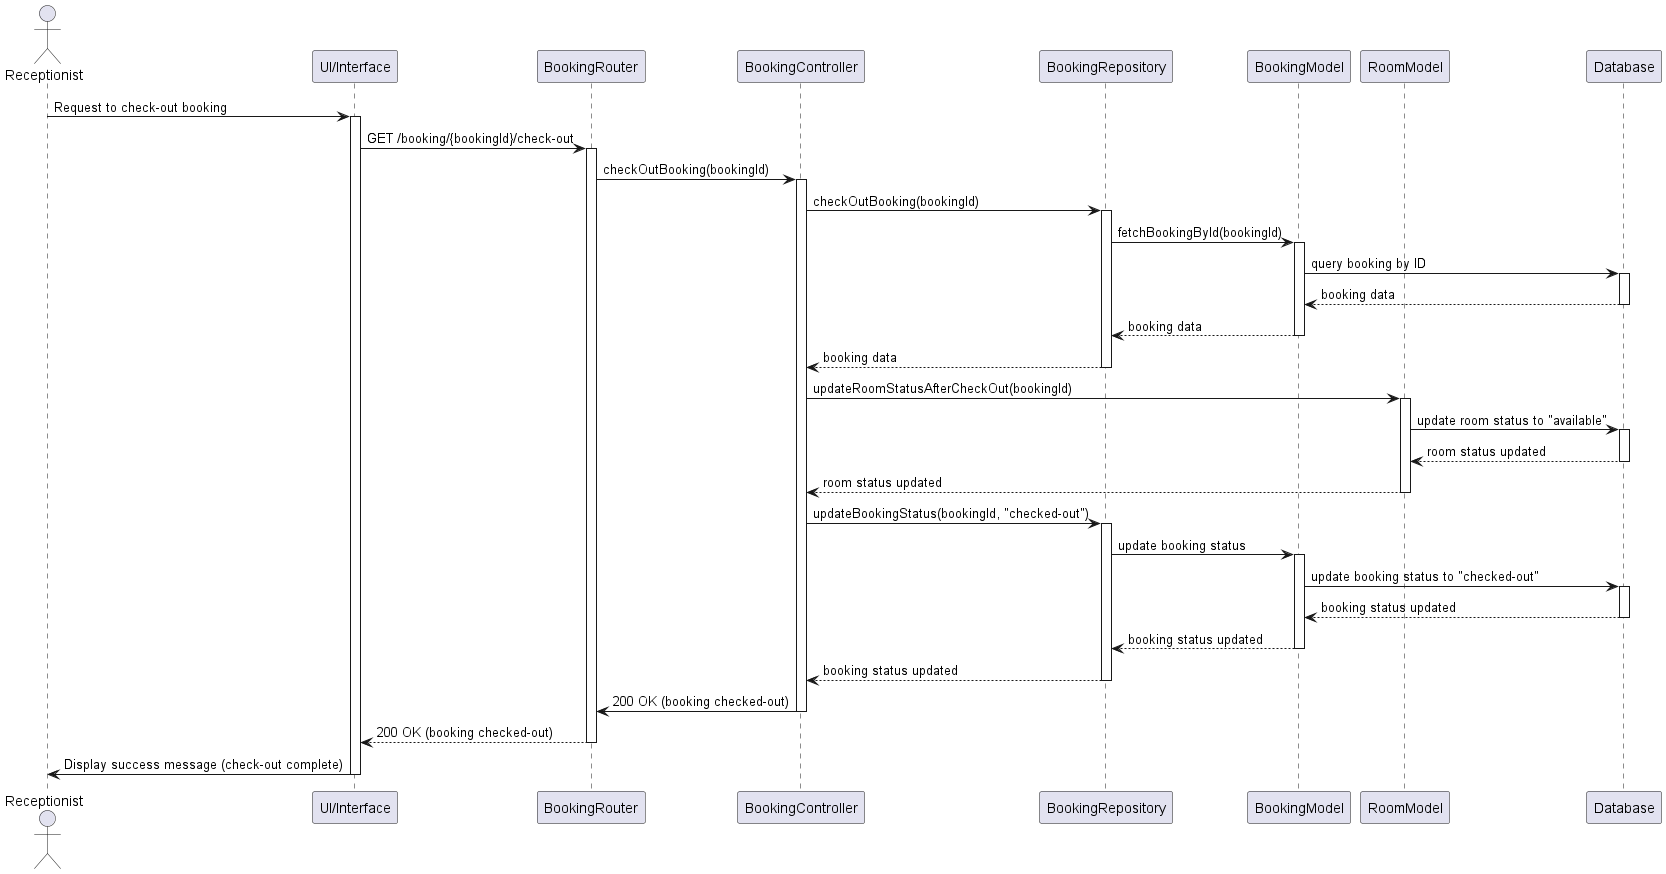 Receptionist
UI/Interface
BookingRouter
BookingController
BookingRepository
BookingModel
RoomModel
Database
Request to check-out booking
GET /booking/{bookingId}/check-out
checkOutBooking(bookingId)
checkOutBooking(bookingId)
fetchBookingById(bookingId)
query booking by ID
booking data
booking data
booking data
updateRoomStatusAfterCheckOut(bookingId)
update room status to "available"
room status updated
room status updated
updateBookingStatus(bookingId, "checked-out")
update booking status
update booking status to "checked-out"
booking status updated
booking status updated
booking status updated
200 OK (booking checked-out)
200 OK (booking checked-out)
Display success message (check-out complete)
Receptionist
UI/Interface
BookingRouter
BookingController
BookingRepository
BookingModel
RoomModel
Database